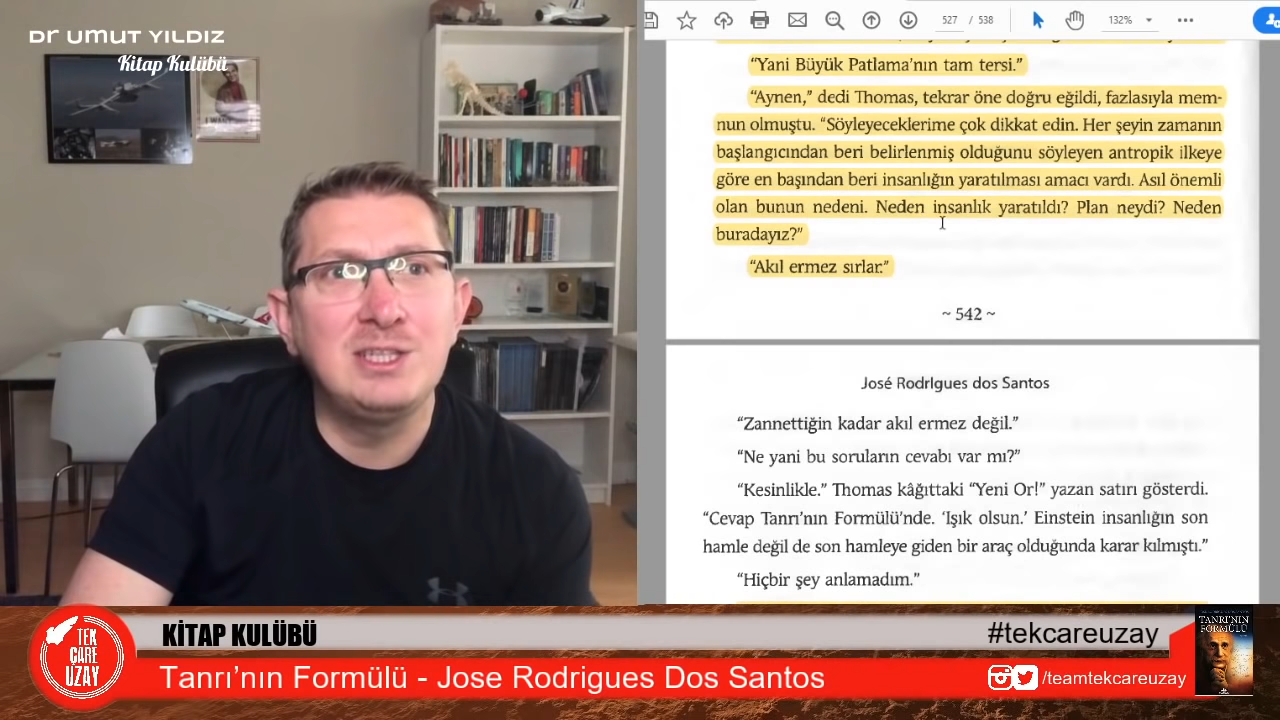 Dr UMUT YILDIZ
Kitap Kulübü
I WANT
527 / 538
132%
“Yani Büyük Patlama’nın tam tersi.”
“Aynen,” dedi Thomas, tekrar öne doğru eğildi, fazlasıyla mem-
nun olmuştu. “Söyleyeceklerime çok dikkat edin. Her şeyin zamanın
başlangıcından beri belirlenmiş olduğunu söyleyen antropik ilkeye
göre en başından beri insanlığın yaratılması amacı vardı. Asıl önemli
olan bunun nedeni. Neden insanlık yaratıldı? Plan neydi? Neden
buradayız?”
“Akıl ermez sırlar.”
~ 542 ~
José RodrIgues dos Santos
“Zannettiğin kadar akıl ermez değil.”
“Ne yani bu soruların cevabı var mı?”
“Kesinlikle.” Thomas kâğıttaki “Yeni Or!” yazan satırı gösterdi.
“Cevap Tanrı’nın Formülü’nde. ‘Işık olsun.’ Einstein insanlığın son
hamle değil de son hamleye giden bir araç olduğunda karar kılmıştı.”
“Hiçbir şey anlamadım.”
TEK
ÇARE
UZAY
KİTAP KULÜBÜ
#tekcareuzay
Tanrı’nın Formülü - Jose Rodrigues Dos Santos
/teamtekcareuzay
TANRI’NIN
FORMÜLÜ